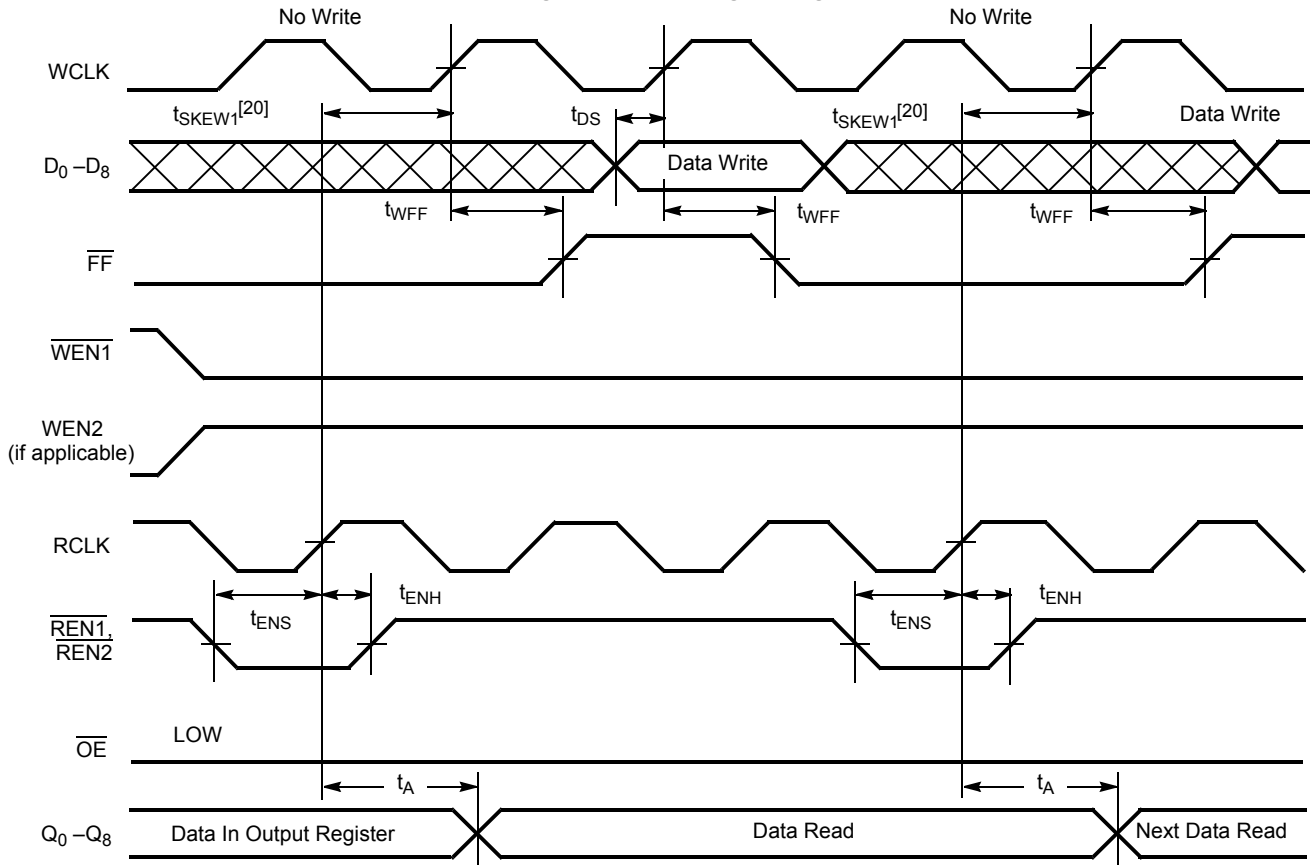 No Write No Write
WCLK
tSKEW1[20] tDS tSKEW1[20] Data Write
D0 –D8 Data Write
tWFF tWFF tWFF
FF
WEN1
WEN2
(if applicable)
RCLK
tENS tENH tENS tENH
REN1,
REN2
OE LOW
tA tA
Q0 –Q8 Data In Output Register Data Read Next Data Read